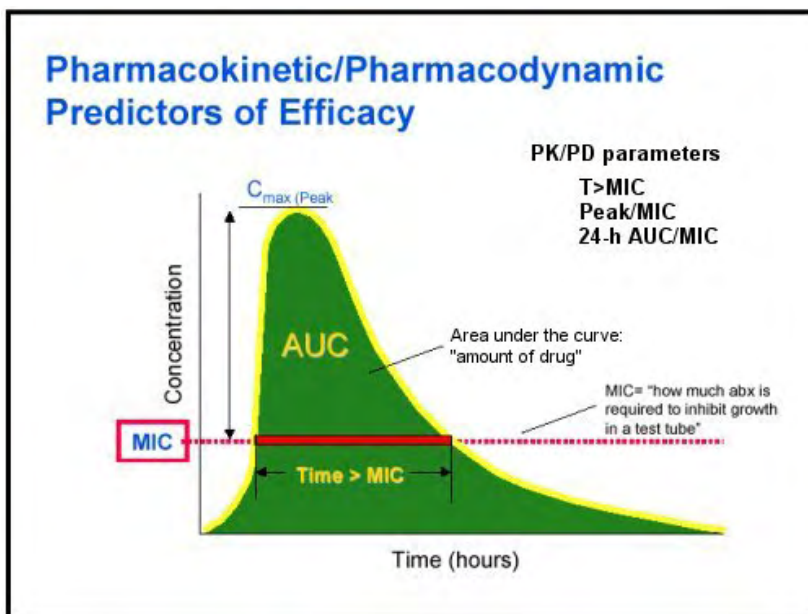 Pharmacokinetic/Pharmacodynamic
Predictors of Efficacy
PK/PD parameters
T>MIC
Peak/MIC
24-h AUC/MIC
Cmax (Peak
Concentration
AUC
Area under the curve:
"amount of drug"
MIC= "how much abx is
required to inhibit growth
in a test tube"
MIC
Time > MIC
Time (hours)